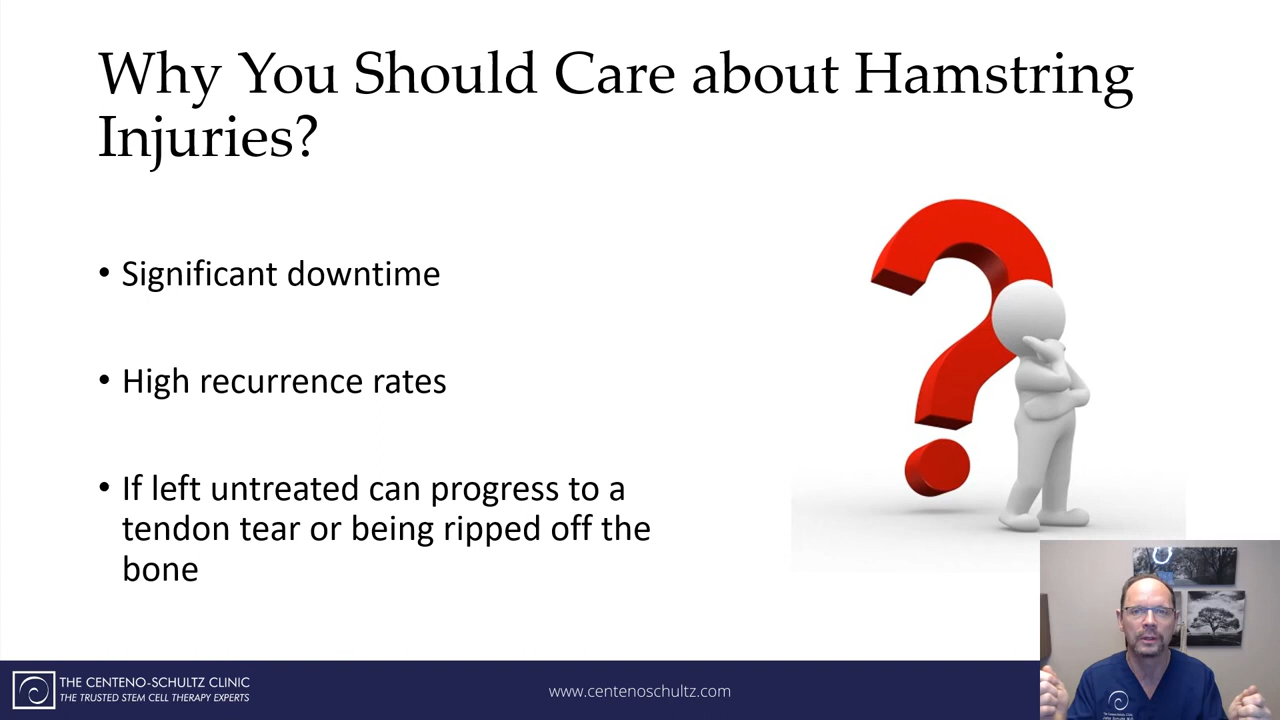 Why You Should Care about Hamstring
Injuries?
• Significant downtime
• High recurrence rates
• If left untreated can progress to a
tendon tear or being ripped off the
bone
THE CENTENO-SCHULTZ CLINIC
THE TRUSTED STEM CELL THERAPY EXPERTS
www.centenoschultz.com